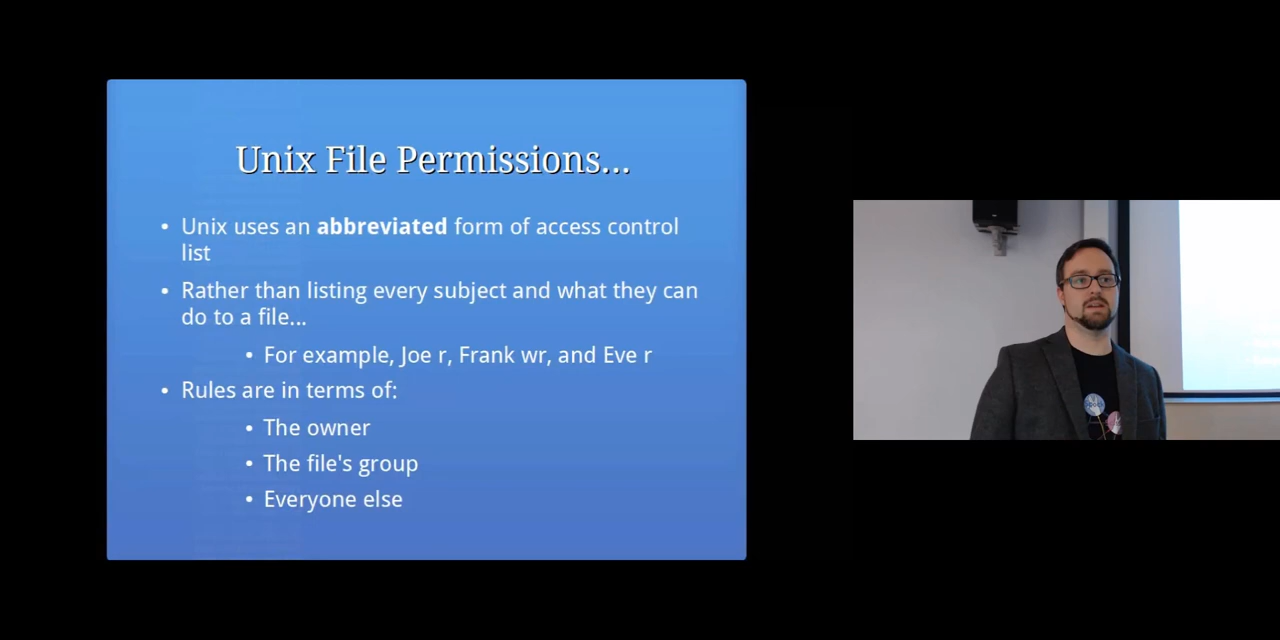 Unix File Permissions...
• Unix uses an abbreviated form of access control
list
• Rather than listing every subject and what they can
do to a file...
• For example, Joe r, Frank wr, and Eve r
• Rules are in terms of:
• The owner
• The file's group
• Everyone else